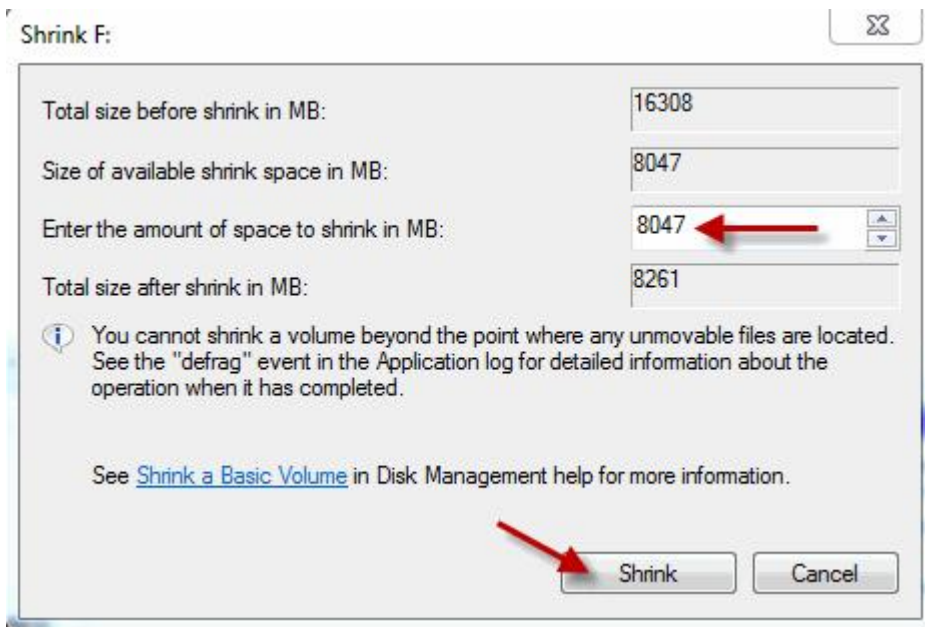 Shrink F:
Total size before shrink in MB: 16308
Size of available shrink space in MB: 8047
Enter the amount of space to shrink in MB: 8047
Total size after shrink in MB: 8261
You cannot shrink a volume beyond the point where any unmovable files are located.
See the "defrag" event in the Application log for detailed information about the
operation when it has completed.
See Shrink a Basic Volume in Disk Management help for more information.
Shrink Cancel